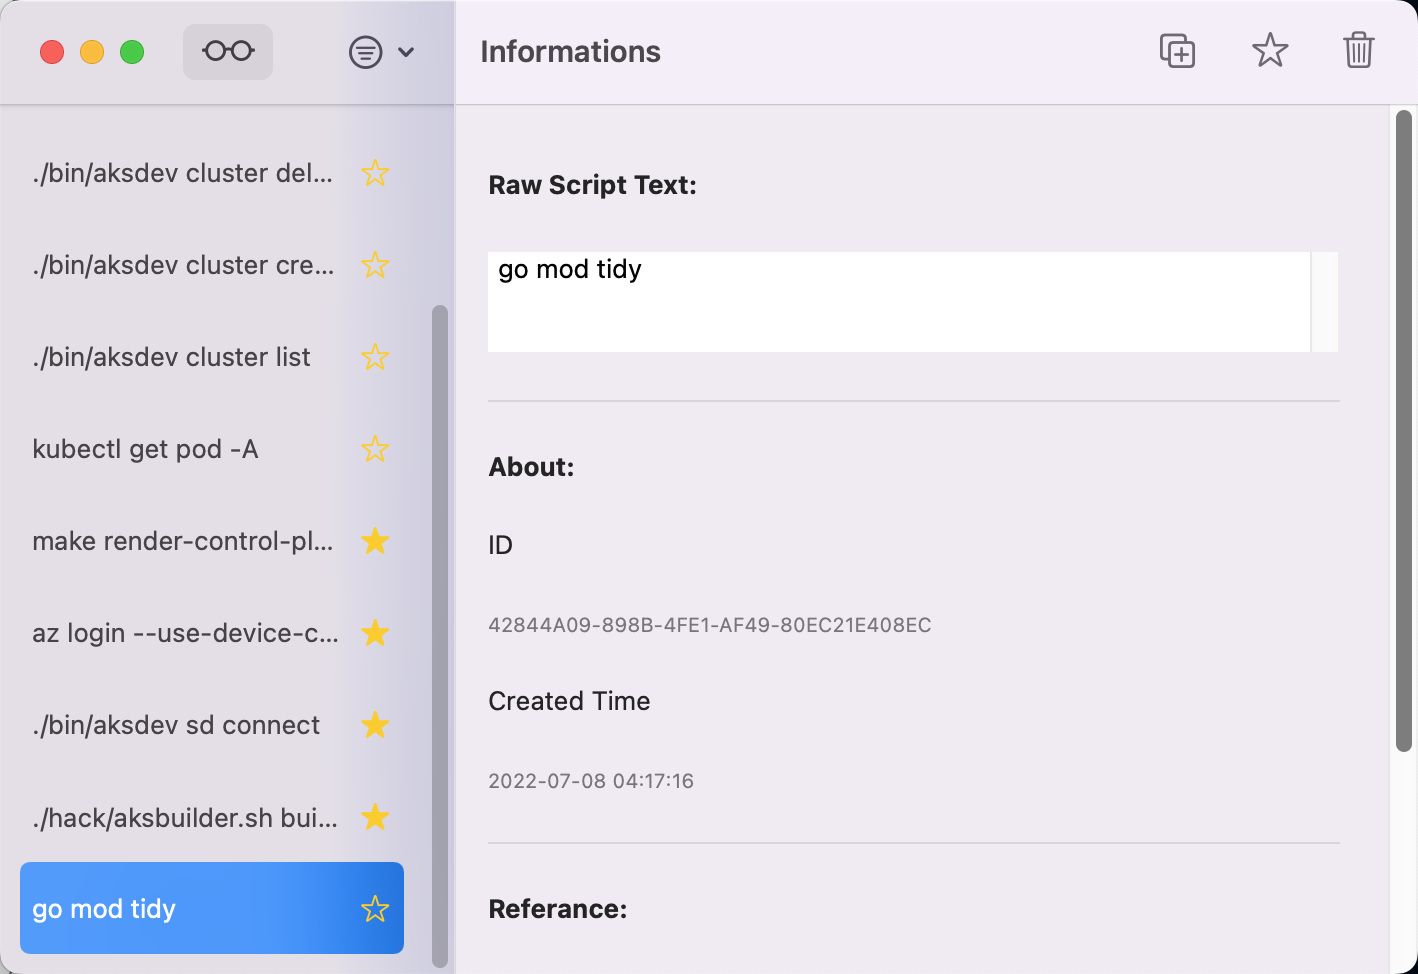 Informations
./bin/aksdev cluster del...
./bin/aksdev cluster cre...
./bin/aksdev cluster list
kubectl get pod -A
make render-control-pl...
az login --use-device-c...
./bin/aksdev sd connect
./hack/aksbuilder.sh bui...
go mod tidy
Raw Script Text:
go mod tidy
About:
ID
42844A09-898B-4FE1-AF49-80EC21E408EC
Created Time
2022-07-08 04:17:16
Referance: